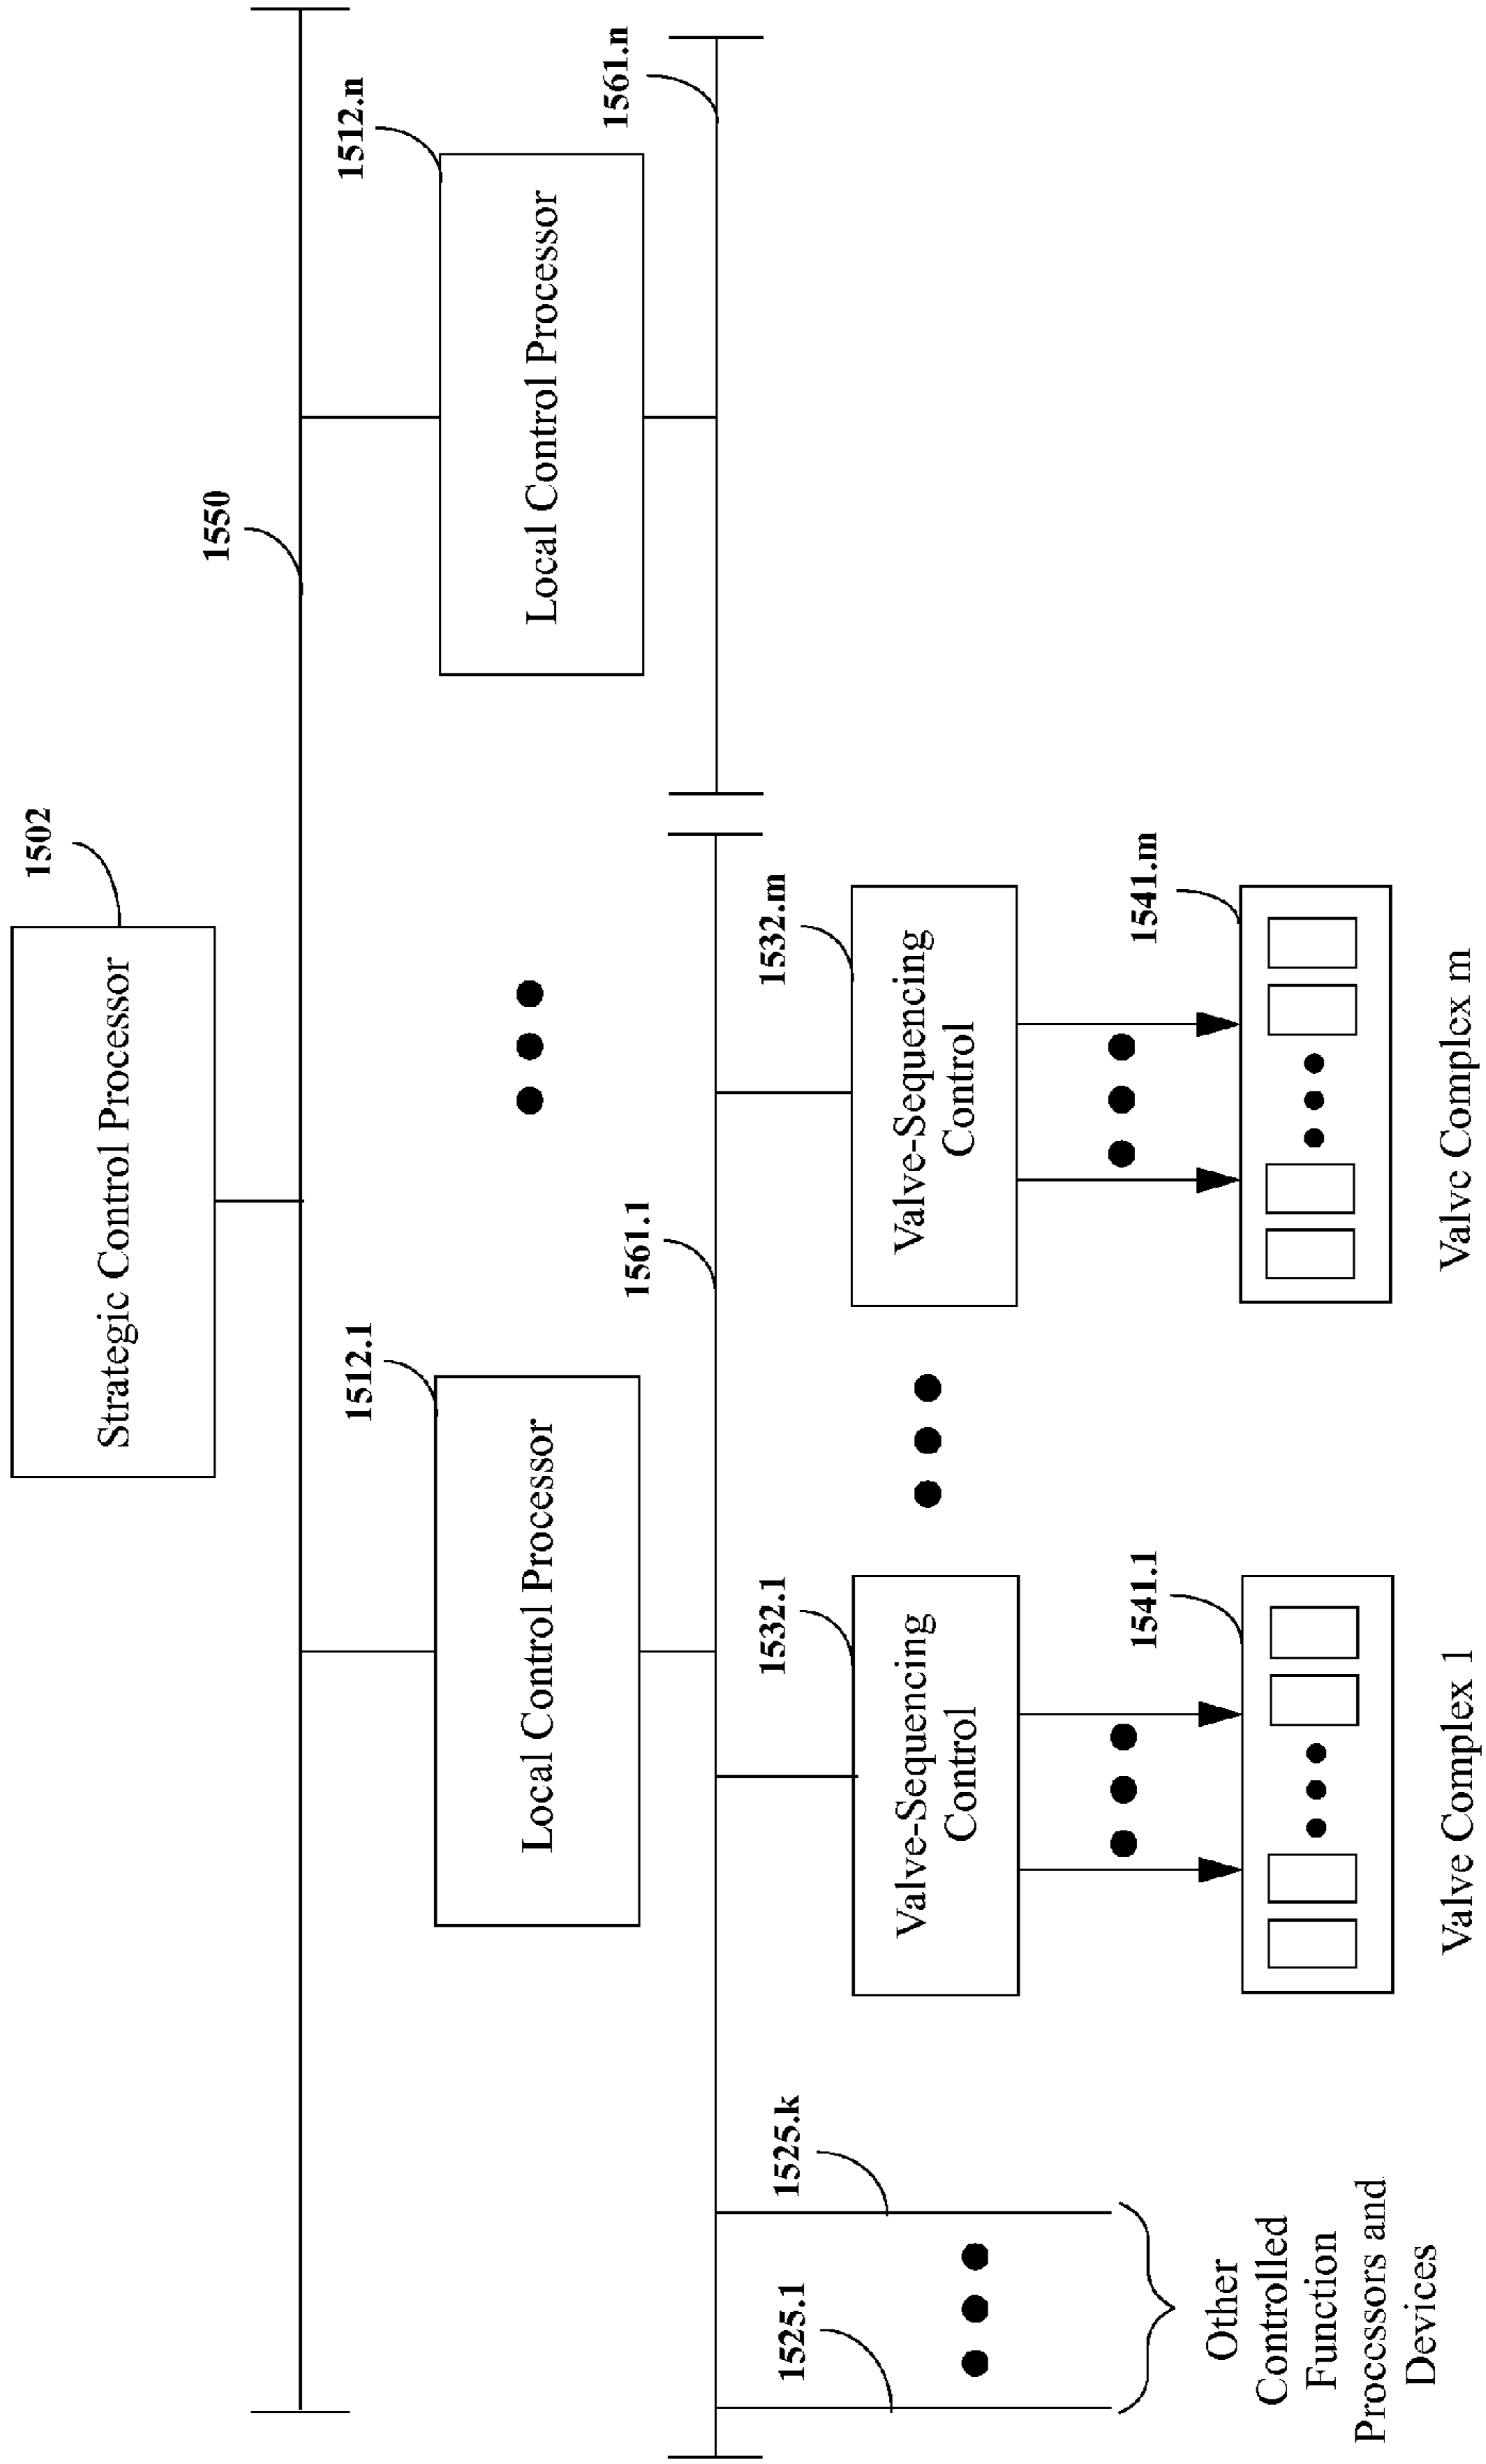 1502
Strategic Control Processor
1550
1512.1
Local Control Processor
1512.n
Local Control Processor
1561.1
1561.n
1525.1
1525.k
1532.1
Valve-Sequencing
Control
1532.m
Valve-Sequencing
Control
1541.1
1541.m
Other
Controlled
Function
Processors and
Devices
Valve Complex 1
Valve Complex m